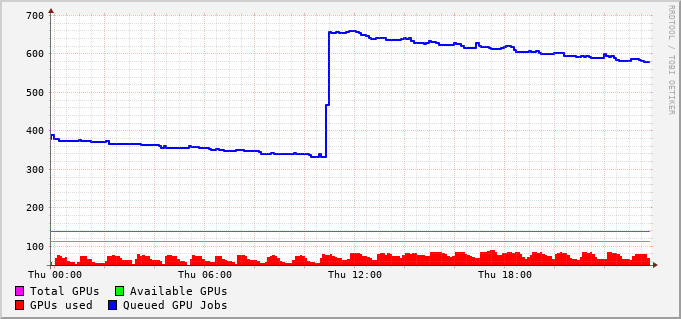 700
600
500
400
300
200
100
Thu 00:00 Thu 06:00 Thu 12:00 Thu 18:00
Total GPUs Available GPUs
GPUs used Queued GPU Jobs
RRDTOOL / TOBI OETIKER